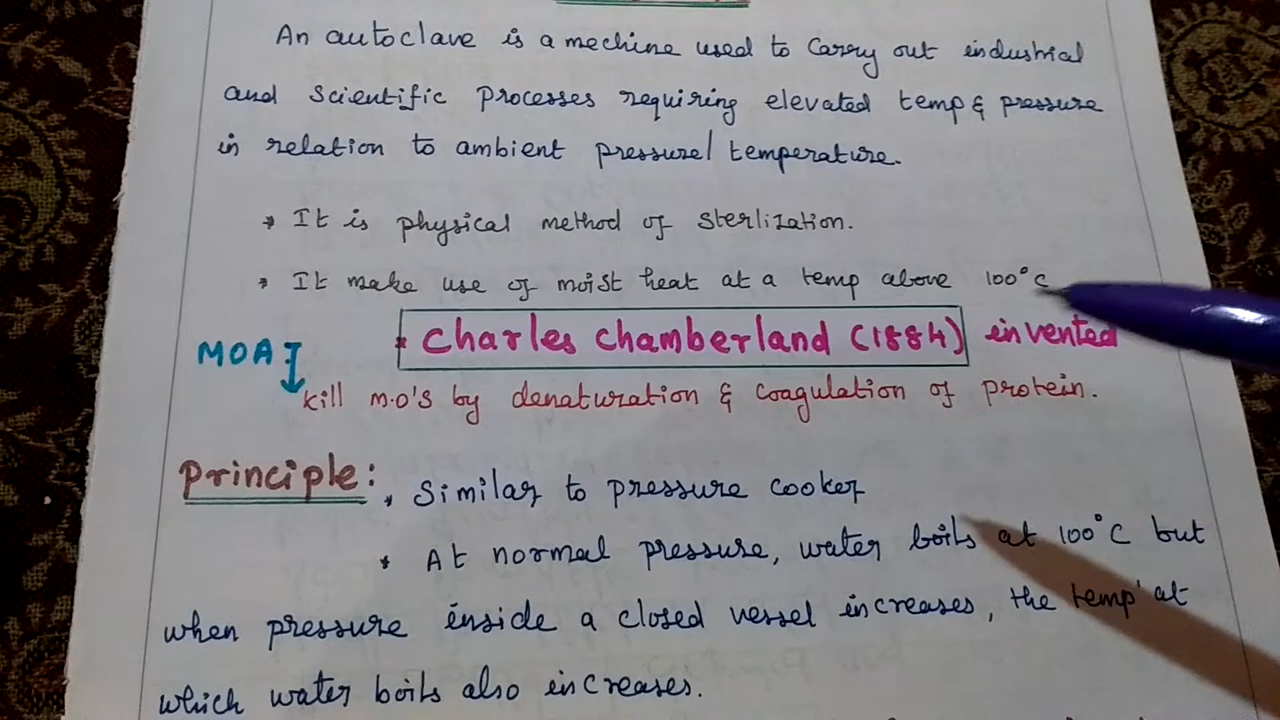 An autoclave is a mechine used to carry out industrial
and scientific processes requiring elevated temp & pressure
in relation to ambient pressure/ temperature.
* It is physical method of sterlization.
* It make use of moist heat at a temp above 100°C
* Charles Chamberland (1884) invented
MOA
kill m.o's by denaturation & coagulation of protein.
Principle:
* Similar to pressure cooker
* At normal pressure, water boils at 100°C but
when pressure inside a closed vessel increases, the temp at
which water boils also increases.